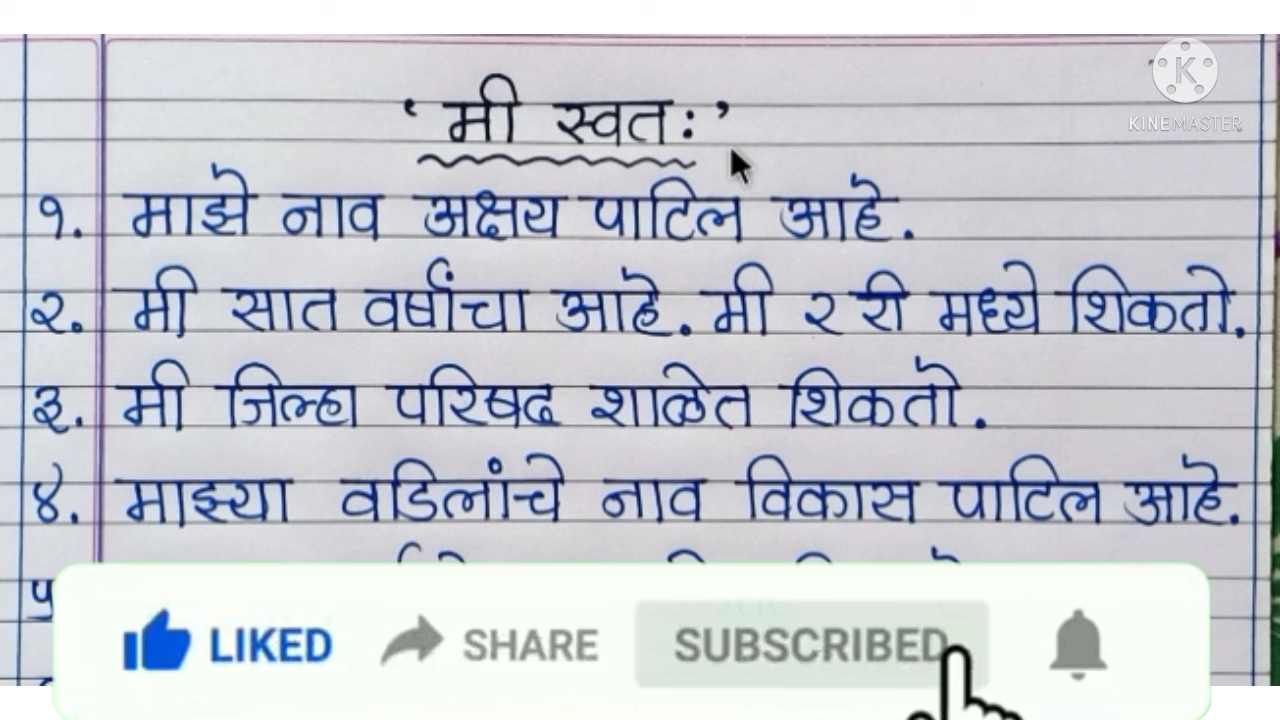 KINEMASTER
' मी स्वतः '
१. माझे नाव अक्षय पाटिल आहे.
२. मी सात वर्षांचा आहे. मी २ री मध्ये शिकतो.
३. मी जिल्हा परिषद शाळेत शिकतो.
४. माझ्या वडिलांचे नाव विकास पाटिल आहे.
LIKED SHARE SUBSCRIBED